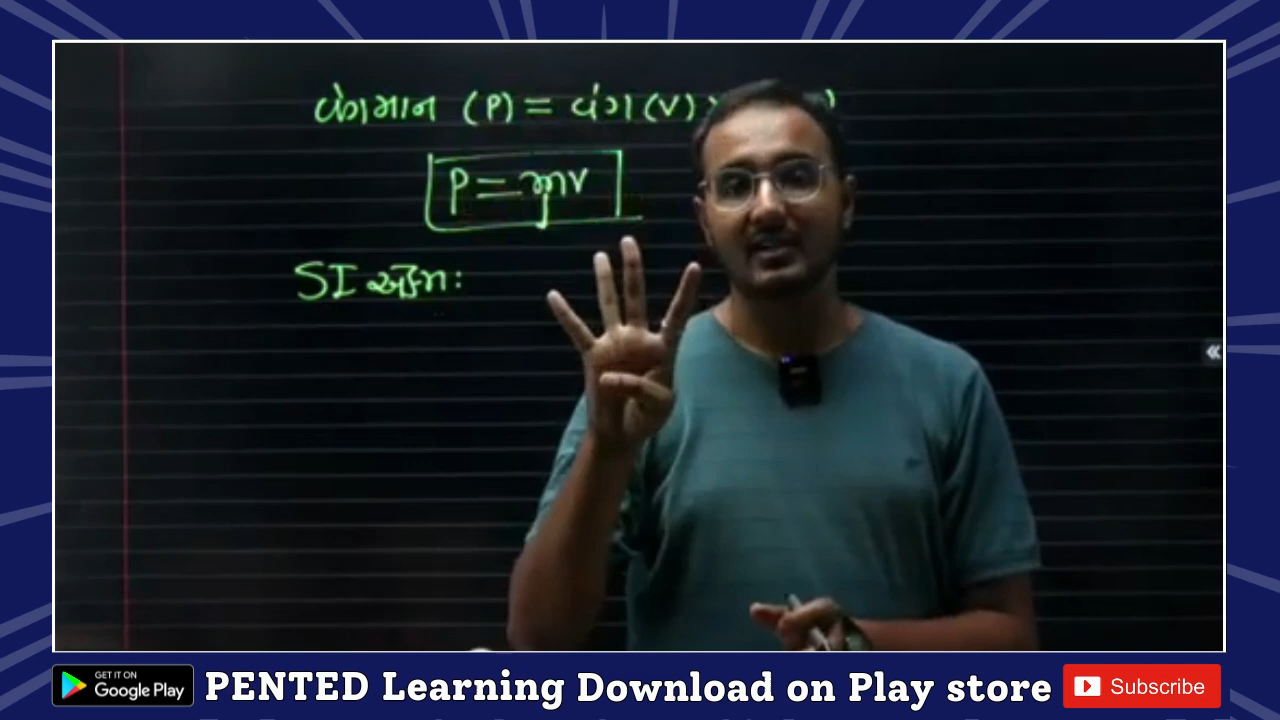 વેગમાન (P) = વેગ (V)
P = mv
SI એકમ :
GET IT ON
Google Play
PENTED Learning Download on Play store
Subscribe